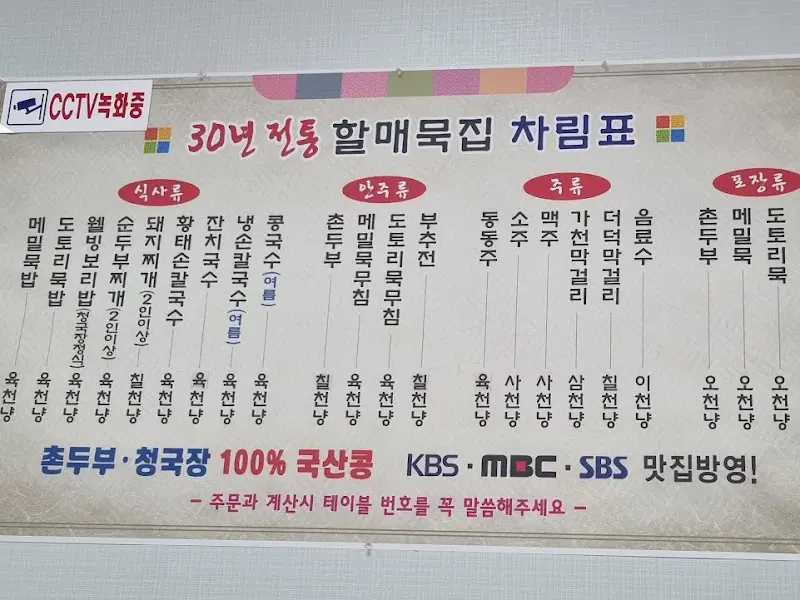 CCTV녹화중
30년 전통 할매묵집 차림표
식사류
메밀묵밥 육천냥
도토리묵밥 육천냥
웰빙보리밥(청국장정식) 육천냥
순두부찌개(2인이상) 육천냥
돼지찌개(2인이상) 칠천냥
황태손칼국수 육천냥
잔치국수 육천냥
냉손칼국수(여름) 육천냥
콩국수(여름) 육천냥
안주류
촌두부 칠천냥
메밀묵무침 육천냥
도토리묵무침 육천냥
부추전 칠천냥
주류
동동주 육천냥
소주 사천냥
맥주 사천냥
가천막걸리 삼천냥
더덕막걸리 칠천냥
음료수 이천냥
포장류
촌두부 오천냥
메밀묵 오천냥
도토리묵 오천냥
촌두부·청국장 100% 국산콩 KBS·MBC·SBS 맛집방영!
- 주문과 계산시 테이블 번호를 꼭 말씀해주세요 -